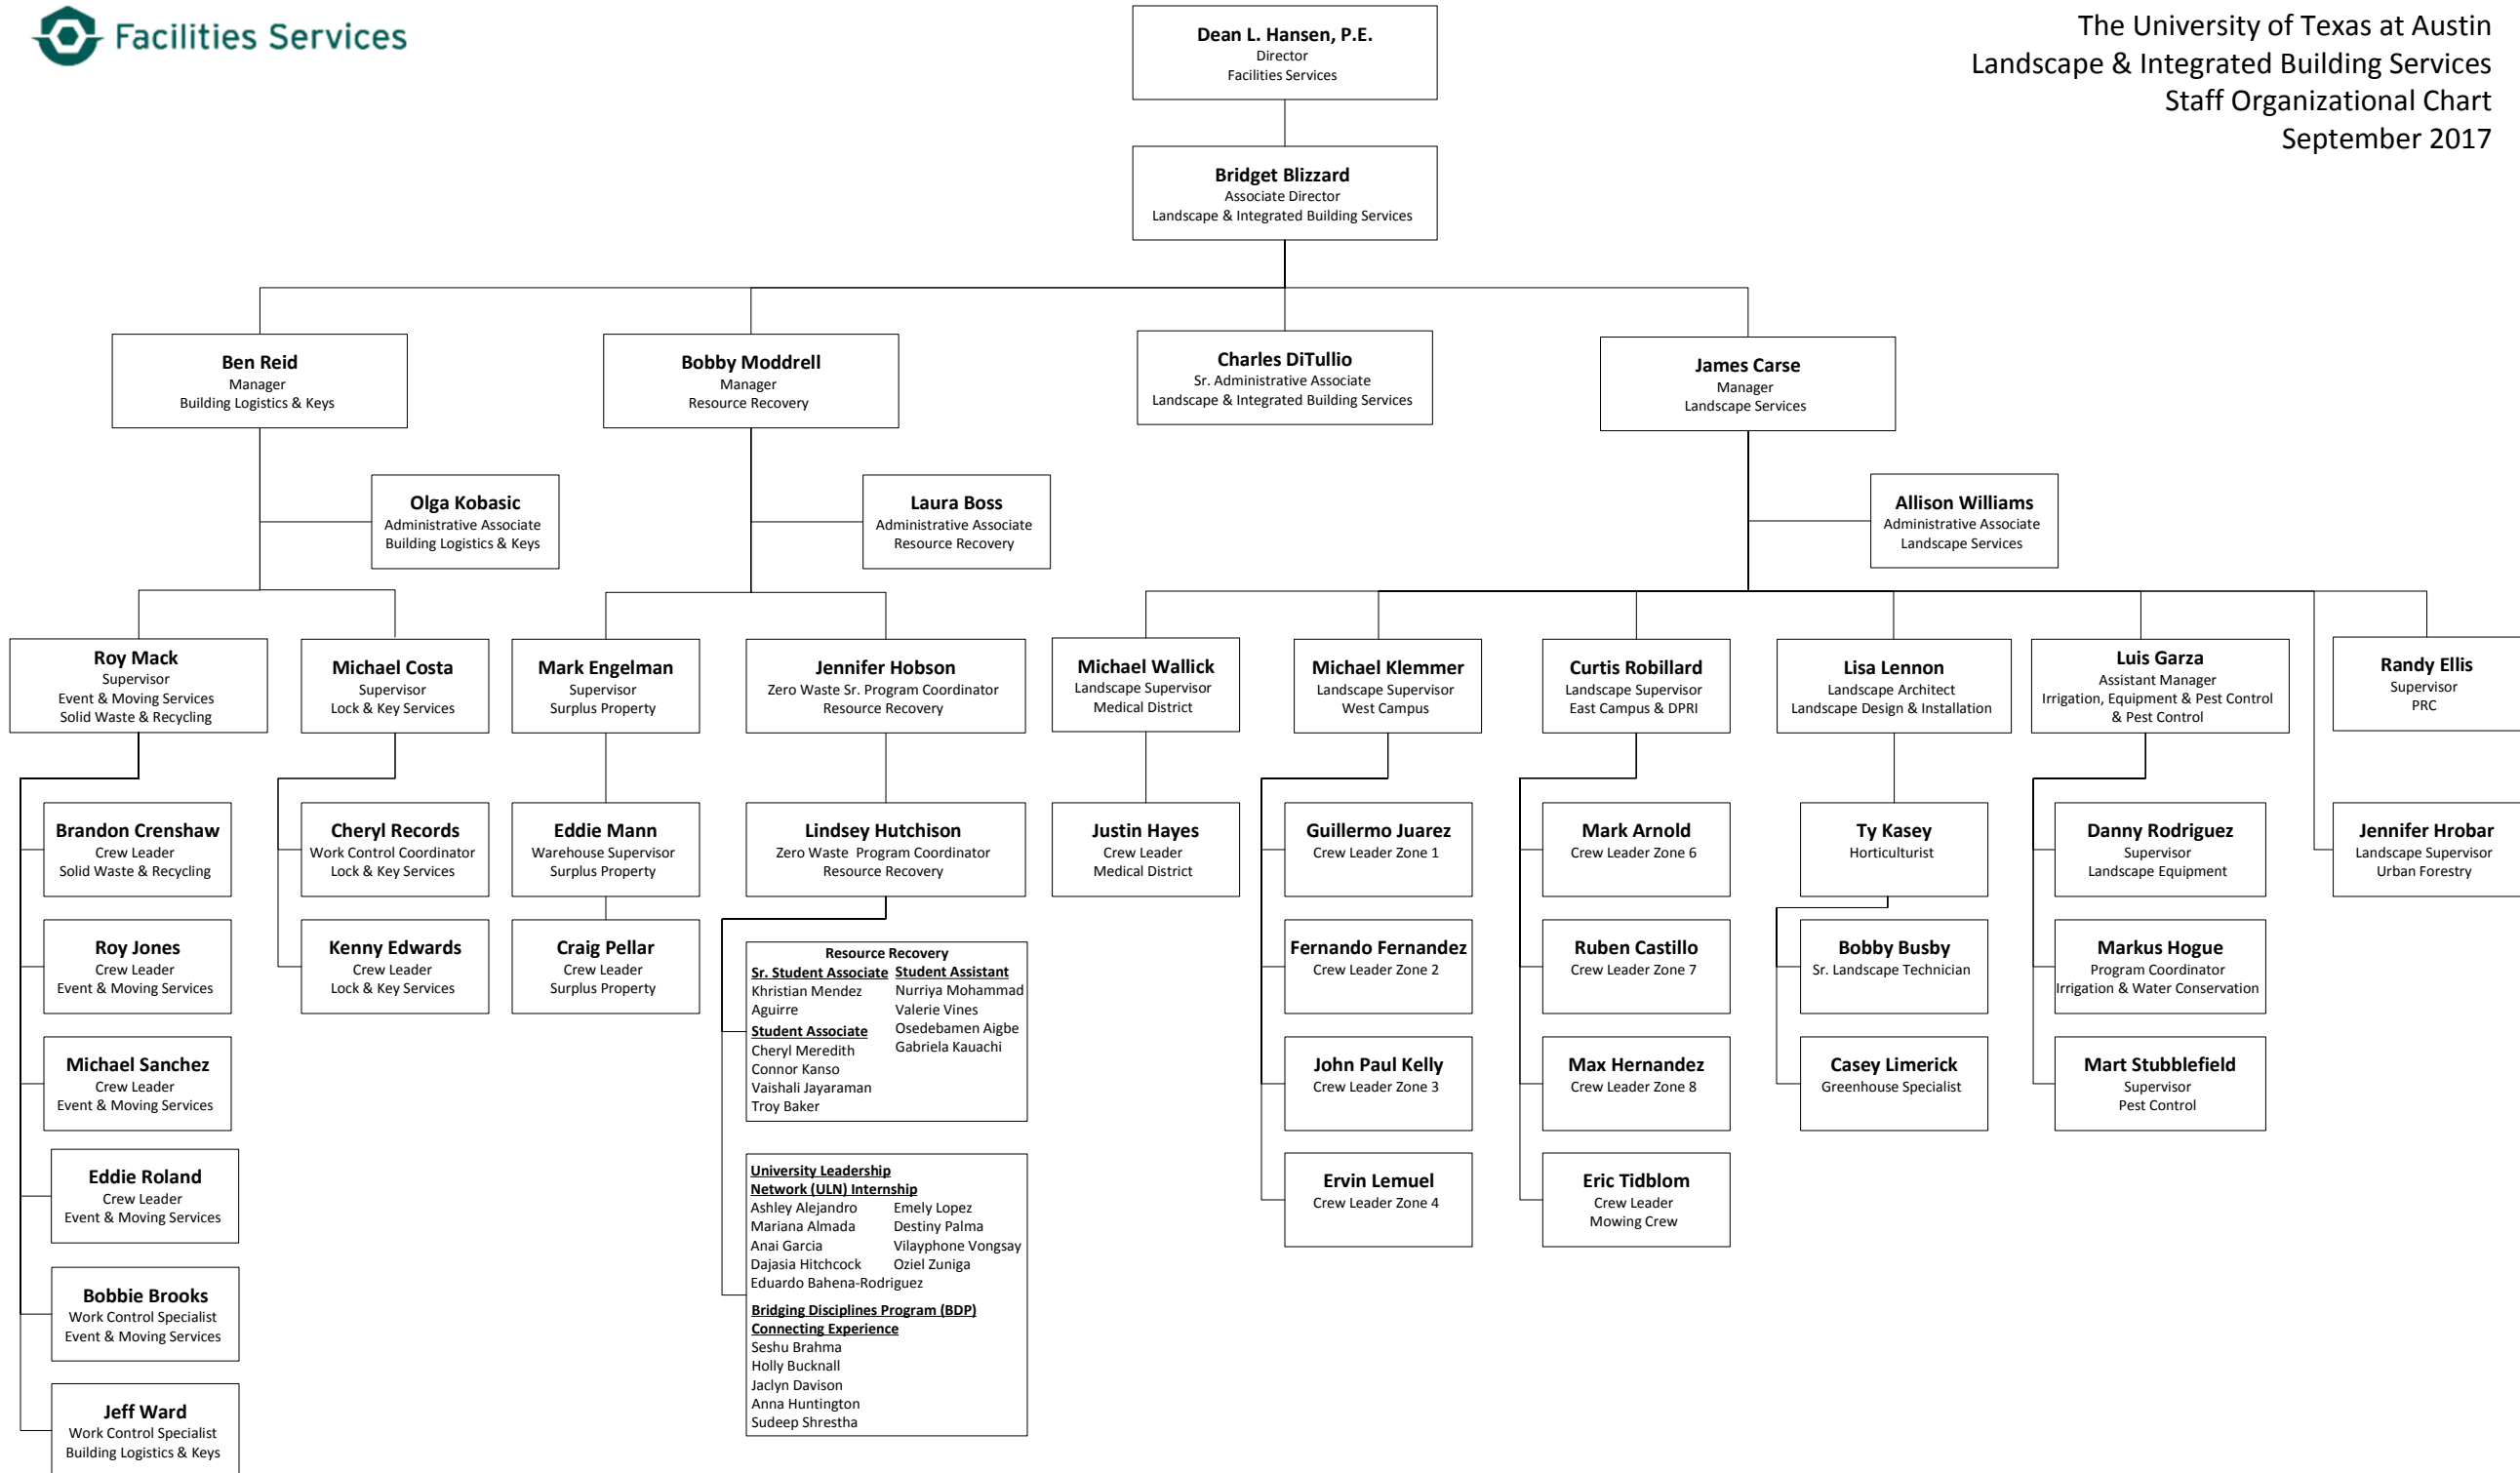 Facilities Services
The University of Texas at Austin
Landscape & Integrated Building Services
Staff Organizational Chart
September 2017
Dean L. Hansen, P.E.
Director
Facilities Services
Bridget Blizzard
Associate Director
Landscape & Integrated Building Services
Ben Reid
Manager
Building Logistics & Keys
Bobby Moddrell
Manager
Resource Recovery
Charles DiTullio
Sr. Administrative Associate
Landscape & Integrated Building Services
James Carse
Manager
Landscape Services
Olga Kobasic
Administrative Associate
Building Logistics & Keys
Laura Boss
Administrative Associate
Resource Recovery
Allison Williams
Administrative Associate
Landscape Services
Roy Mack
Supervisor
Event & Moving Services
Solid Waste & Recycling
Michael Costa
Supervisor
Lock & Key Services
Mark Engelman
Supervisor
Surplus Property
Jennifer Hobson
Zero Waste Sr. Program Coordinator
Resource Recovery
Michael Wallick
Landscape Supervisor
Medical District
Michael Klemmer
Landscape Supervisor
West Campus
Curtis Robillard
Landscape Supervisor
East Campus & DPRI
Lisa Lennon
Landscape Architect
Landscape Design & Installation
Luis Garza
Assistant Manager
Irrigation, Equipment & Pest Control
& Pest Control
Randy Ellis
Supervisor
PRC
Brandon Crenshaw
Crew Leader
Solid Waste & Recycling
Cheryl Records
Work Control Coordinator
Lock & Key Services
Eddie Mann
Warehouse Supervisor
Surplus Property
Lindsey Hutchison
Zero Waste  Program Coordinator
Resource Recovery
Justin Hayes
Crew Leader
Medical District
Guillermo Juarez
Crew Leader Zone 1
Mark Arnold
Crew Leader Zone 6
Ty Kasey
Horticulturist
Danny Rodriguez
Supervisor
Landscape Equipment
Jennifer Hrobar
Landscape Supervisor
Urban Forestry
Roy Jones
Crew Leader
Event & Moving Services
Kenny Edwards
Crew Leader
Lock & Key Services
Craig Pellar
Crew Leader
Surplus Property
Resource Recovery
Sr. Student Associate
Khristian Mendez
Aguirre
Student Associate
Cheryl Meredith
Connor Kanso
Vaishali Jayaraman
Troy Baker
Student Assistant
Nurriya Mohammad
Valerie Vines
Osedebamen Aigbe
Gabriela Kauachi
Fernando Fernandez
Crew Leader Zone 2
Ruben Castillo
Crew Leader Zone 7
Bobby Busby
Sr. Landscape Technician
Markus Hogue
Program Coordinator
Irrigation & Water Conservation
Michael Sanchez
Crew Leader
Event & Moving Services
John Paul Kelly
Crew Leader Zone 3
Max Hernandez
Crew Leader Zone 8
Casey Limerick
Greenhouse Specialist
Mart Stubblefield
Supervisor
Pest Control
Eddie Roland
Crew Leader
Event & Moving Services
University Leadership
Network (ULN) Internship
Ashley Alejandro
Mariana Almada
Anai Garcia
Dajasia Hitchcock
Eduardo Bahena-Rodriguez
Emely Lopez
Destiny Palma
Vilayphone Vongsay
Oziel Zuniga
Bridging Disciplines Program (BDP)
Connecting Experience
Seshu Brahma
Holly Bucknall
Jaclyn Davison
Anna Huntington
Sudeep Shrestha
Ervin Lemuel
Crew Leader Zone 4
Eric Tidblom
Crew Leader
Mowing Crew
Bobbie Brooks
Work Control Specialist
Event & Moving Services
Jeff Ward
Work Control Specialist
Building Logistics & Keys